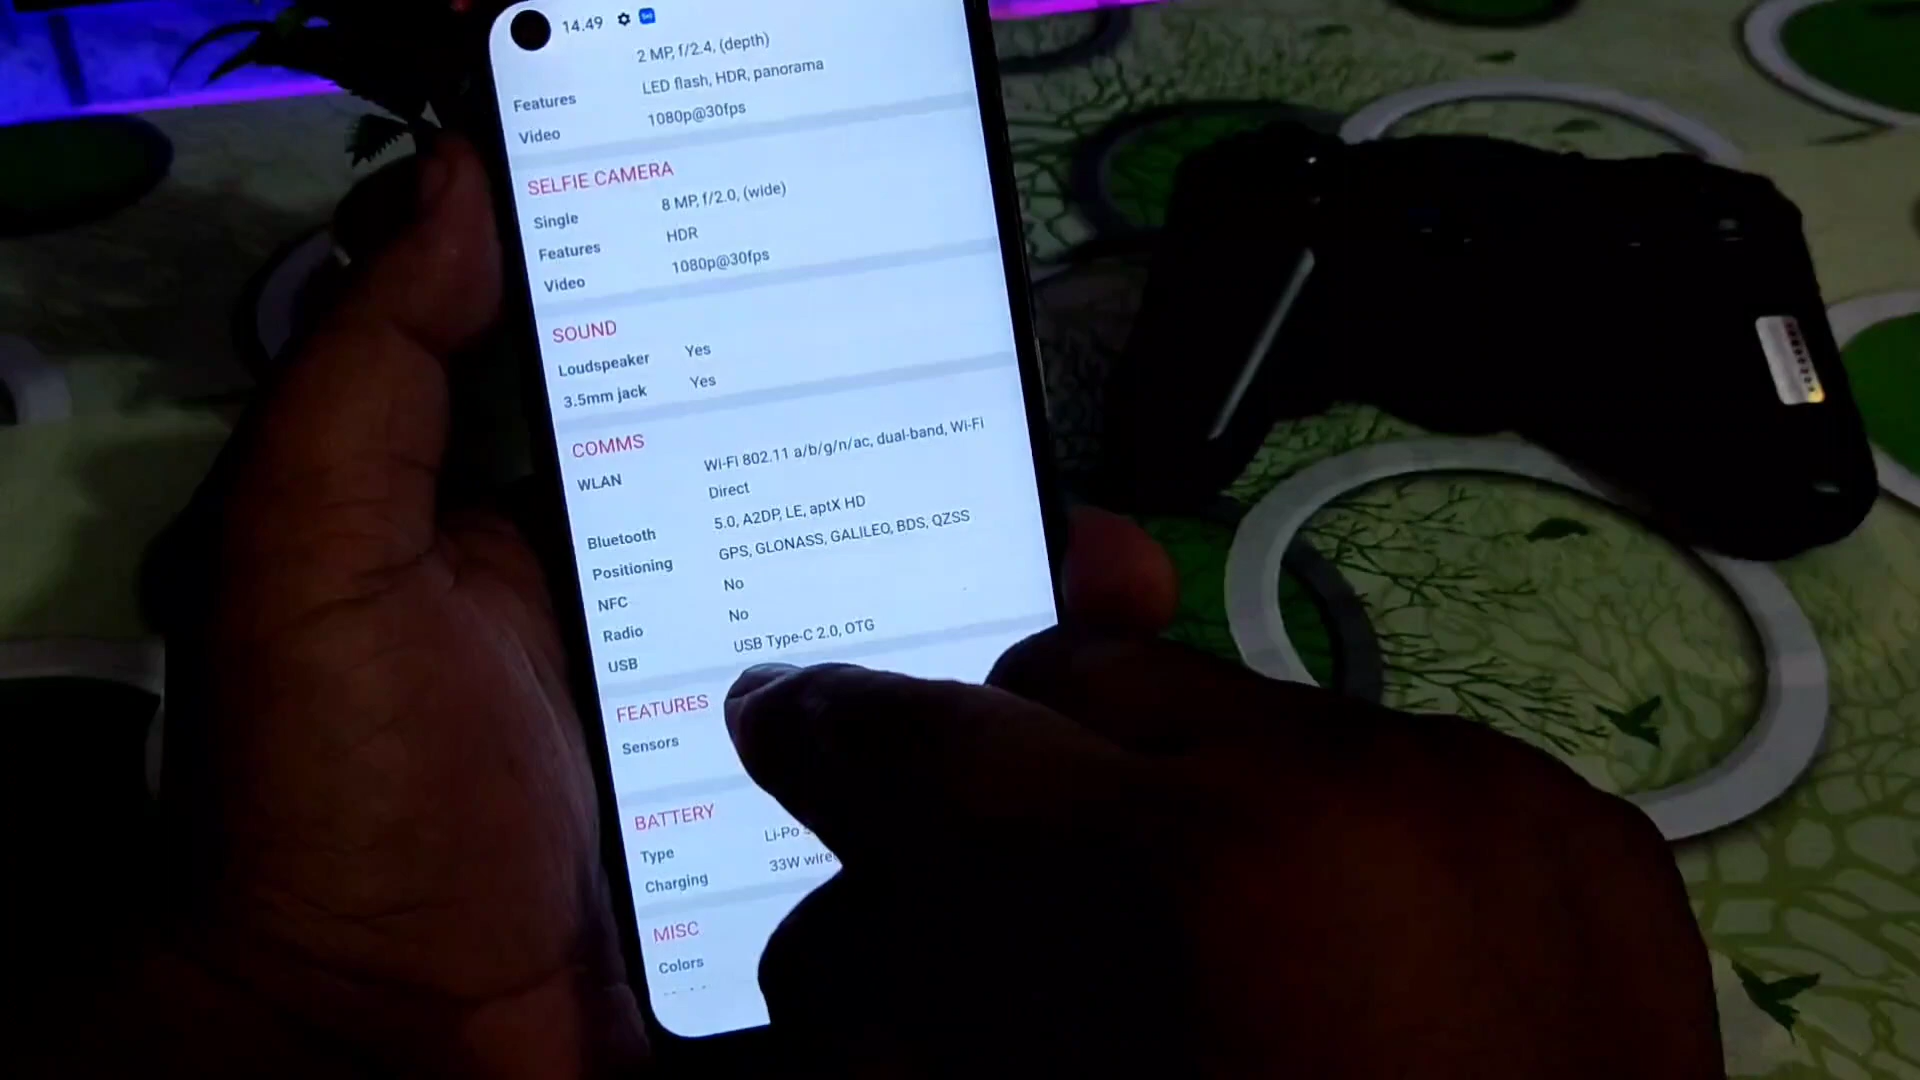 14.49
2 MP, f/2.4, (depth)
Features LED flash, HDR, panorama
Video 1080p@30fps
SELFIE CAMERA
Single 8 MP, f/2.0, (wide)
Features HDR
Video 1080p@30fps
SOUND
Loudspeaker Yes
3.5mm jack Yes
COMMS
WLAN Wi-Fi 802.11 a/b/g/n/ac, dual-band, Wi-Fi
Direct
Bluetooth 5.0, A2DP, LE, aptX HD
Positioning GPS, GLONASS, GALILEO, BDS, QZSS
NFC No
Radio No
USB USB Type-C 2.0, OTG
FEATURES
Sensors
BATTERY
Type Li-Po
Charging 33W
MISC
Colors